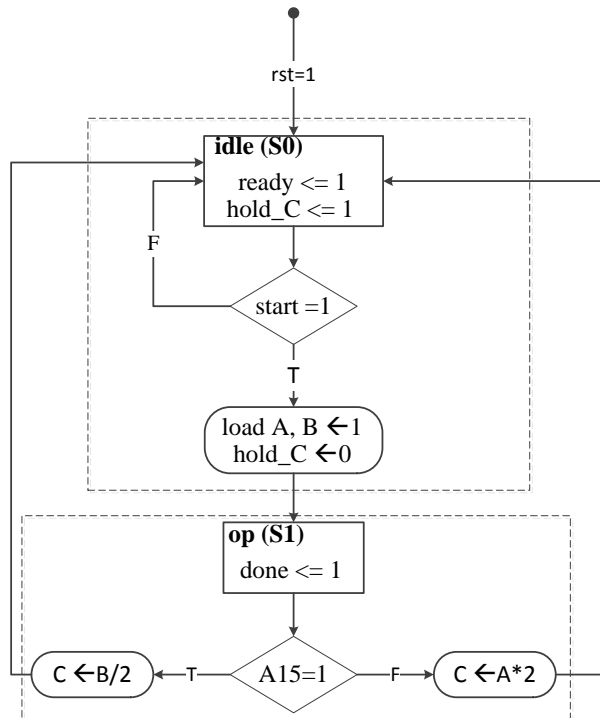 rst=1
idle (S0)
ready <= 1
hold_C <= 1
F
start =1
T
load A, B ←1
hold_C ←0
op (S1)
done <= 1
C ←B/2
T
A15=1
F
C ←A*2